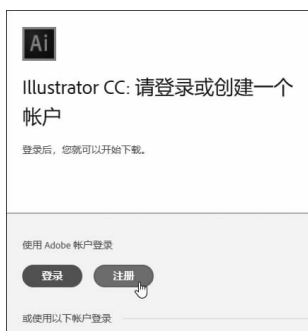 Ai
Illustrator CC: 请登录或创建一个
帐户
登录后，您就可以开始下载。
使用 Adobe 帐户登录
登录 注册
或使用以下帐户登录